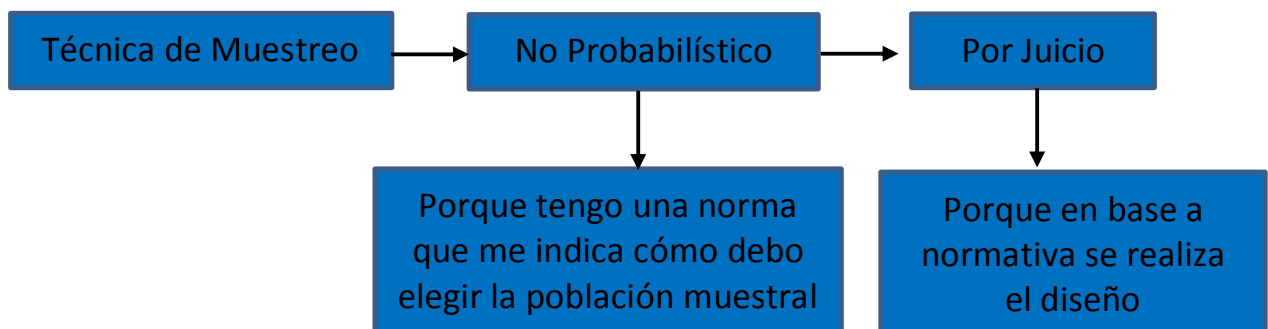 Técnica de Muestreo
No Probabilístico
Por Juicio
Porque tengo una norma
que me indica cómo debo
elegir la población muestral
Porque en base a
normativa se realiza
el diseño